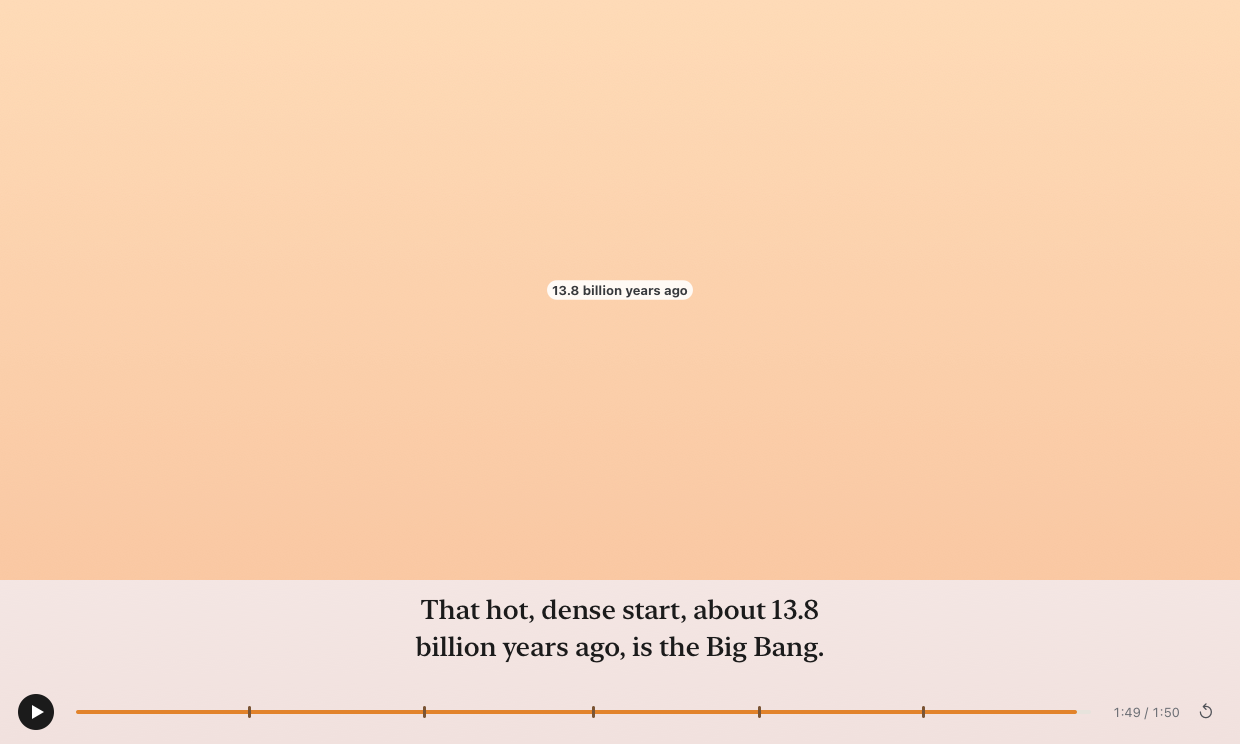 13.8 billion years ago
That hot, dense start, about 13.8
billion years ago, is the Big Bang.
1:49 / 1:50